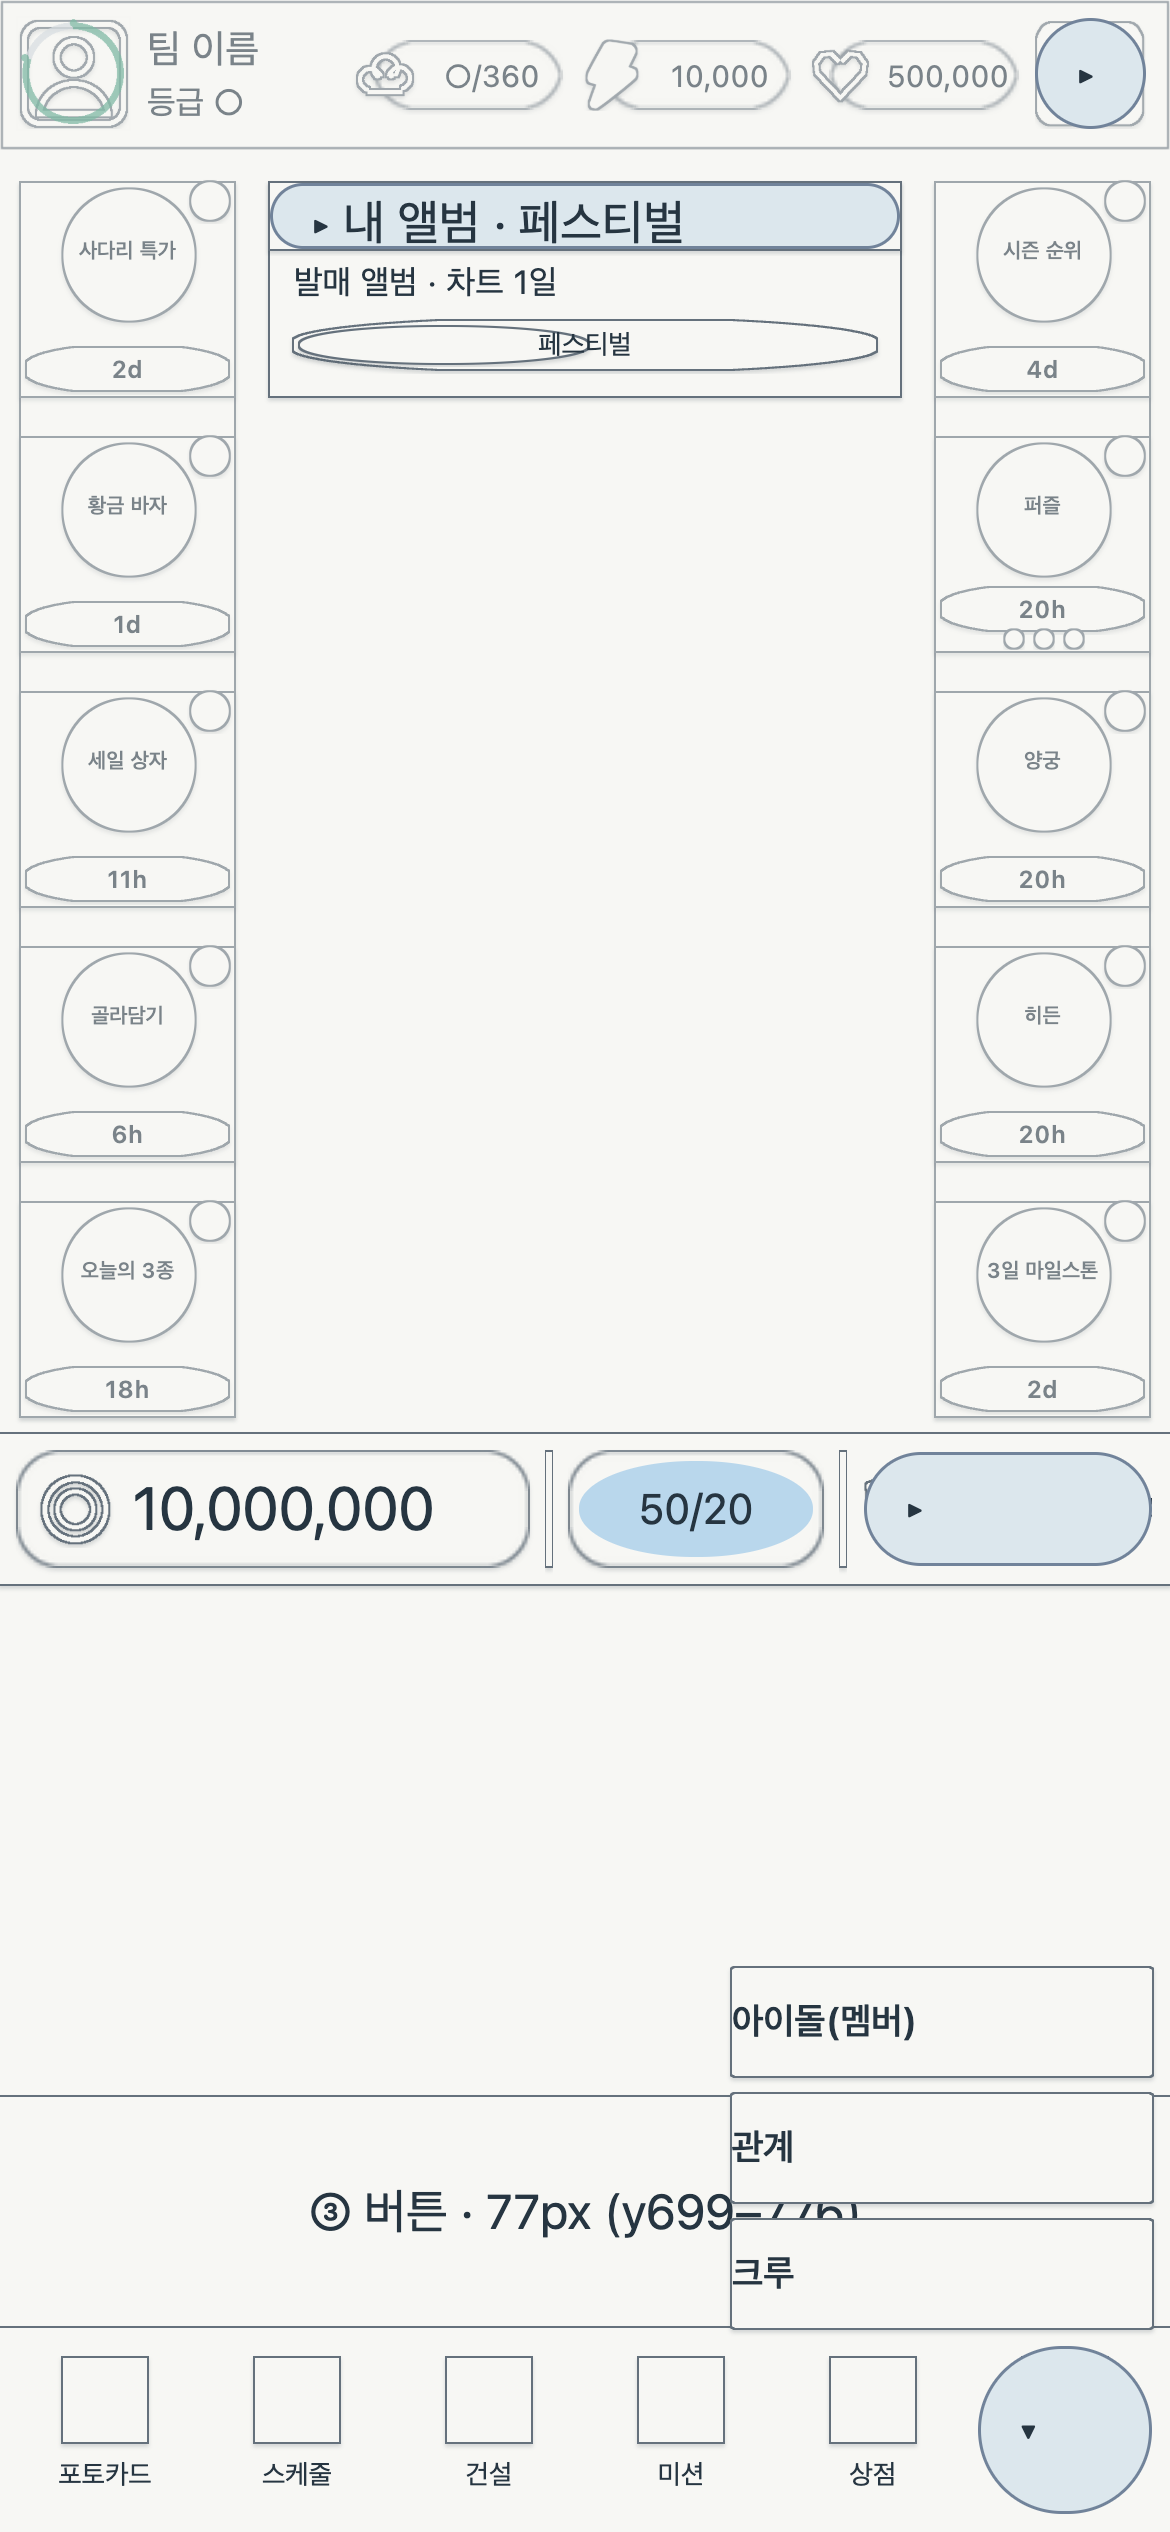 팀 이름
등급 ○
○/360
10,000
500,000
▸
사다리 특가
2d
황금 바자
1d
세일 상자
11h
골라담기
6h
오늘의 3종
18h
▸ 내 앨범 · 페스티벌
발매 앨범 · 차트 1일
페스티벌
시즌 순위
4d
퍼즐
20h
양궁
20h
히든
20h
3일 마일스톤
2d
10,000,000
50/20
▸
아이돌(멤버)
관계
③ 버튼 · 77px (y699–776)
크루
포토카드
스케줄
건설
미션
상점
▾